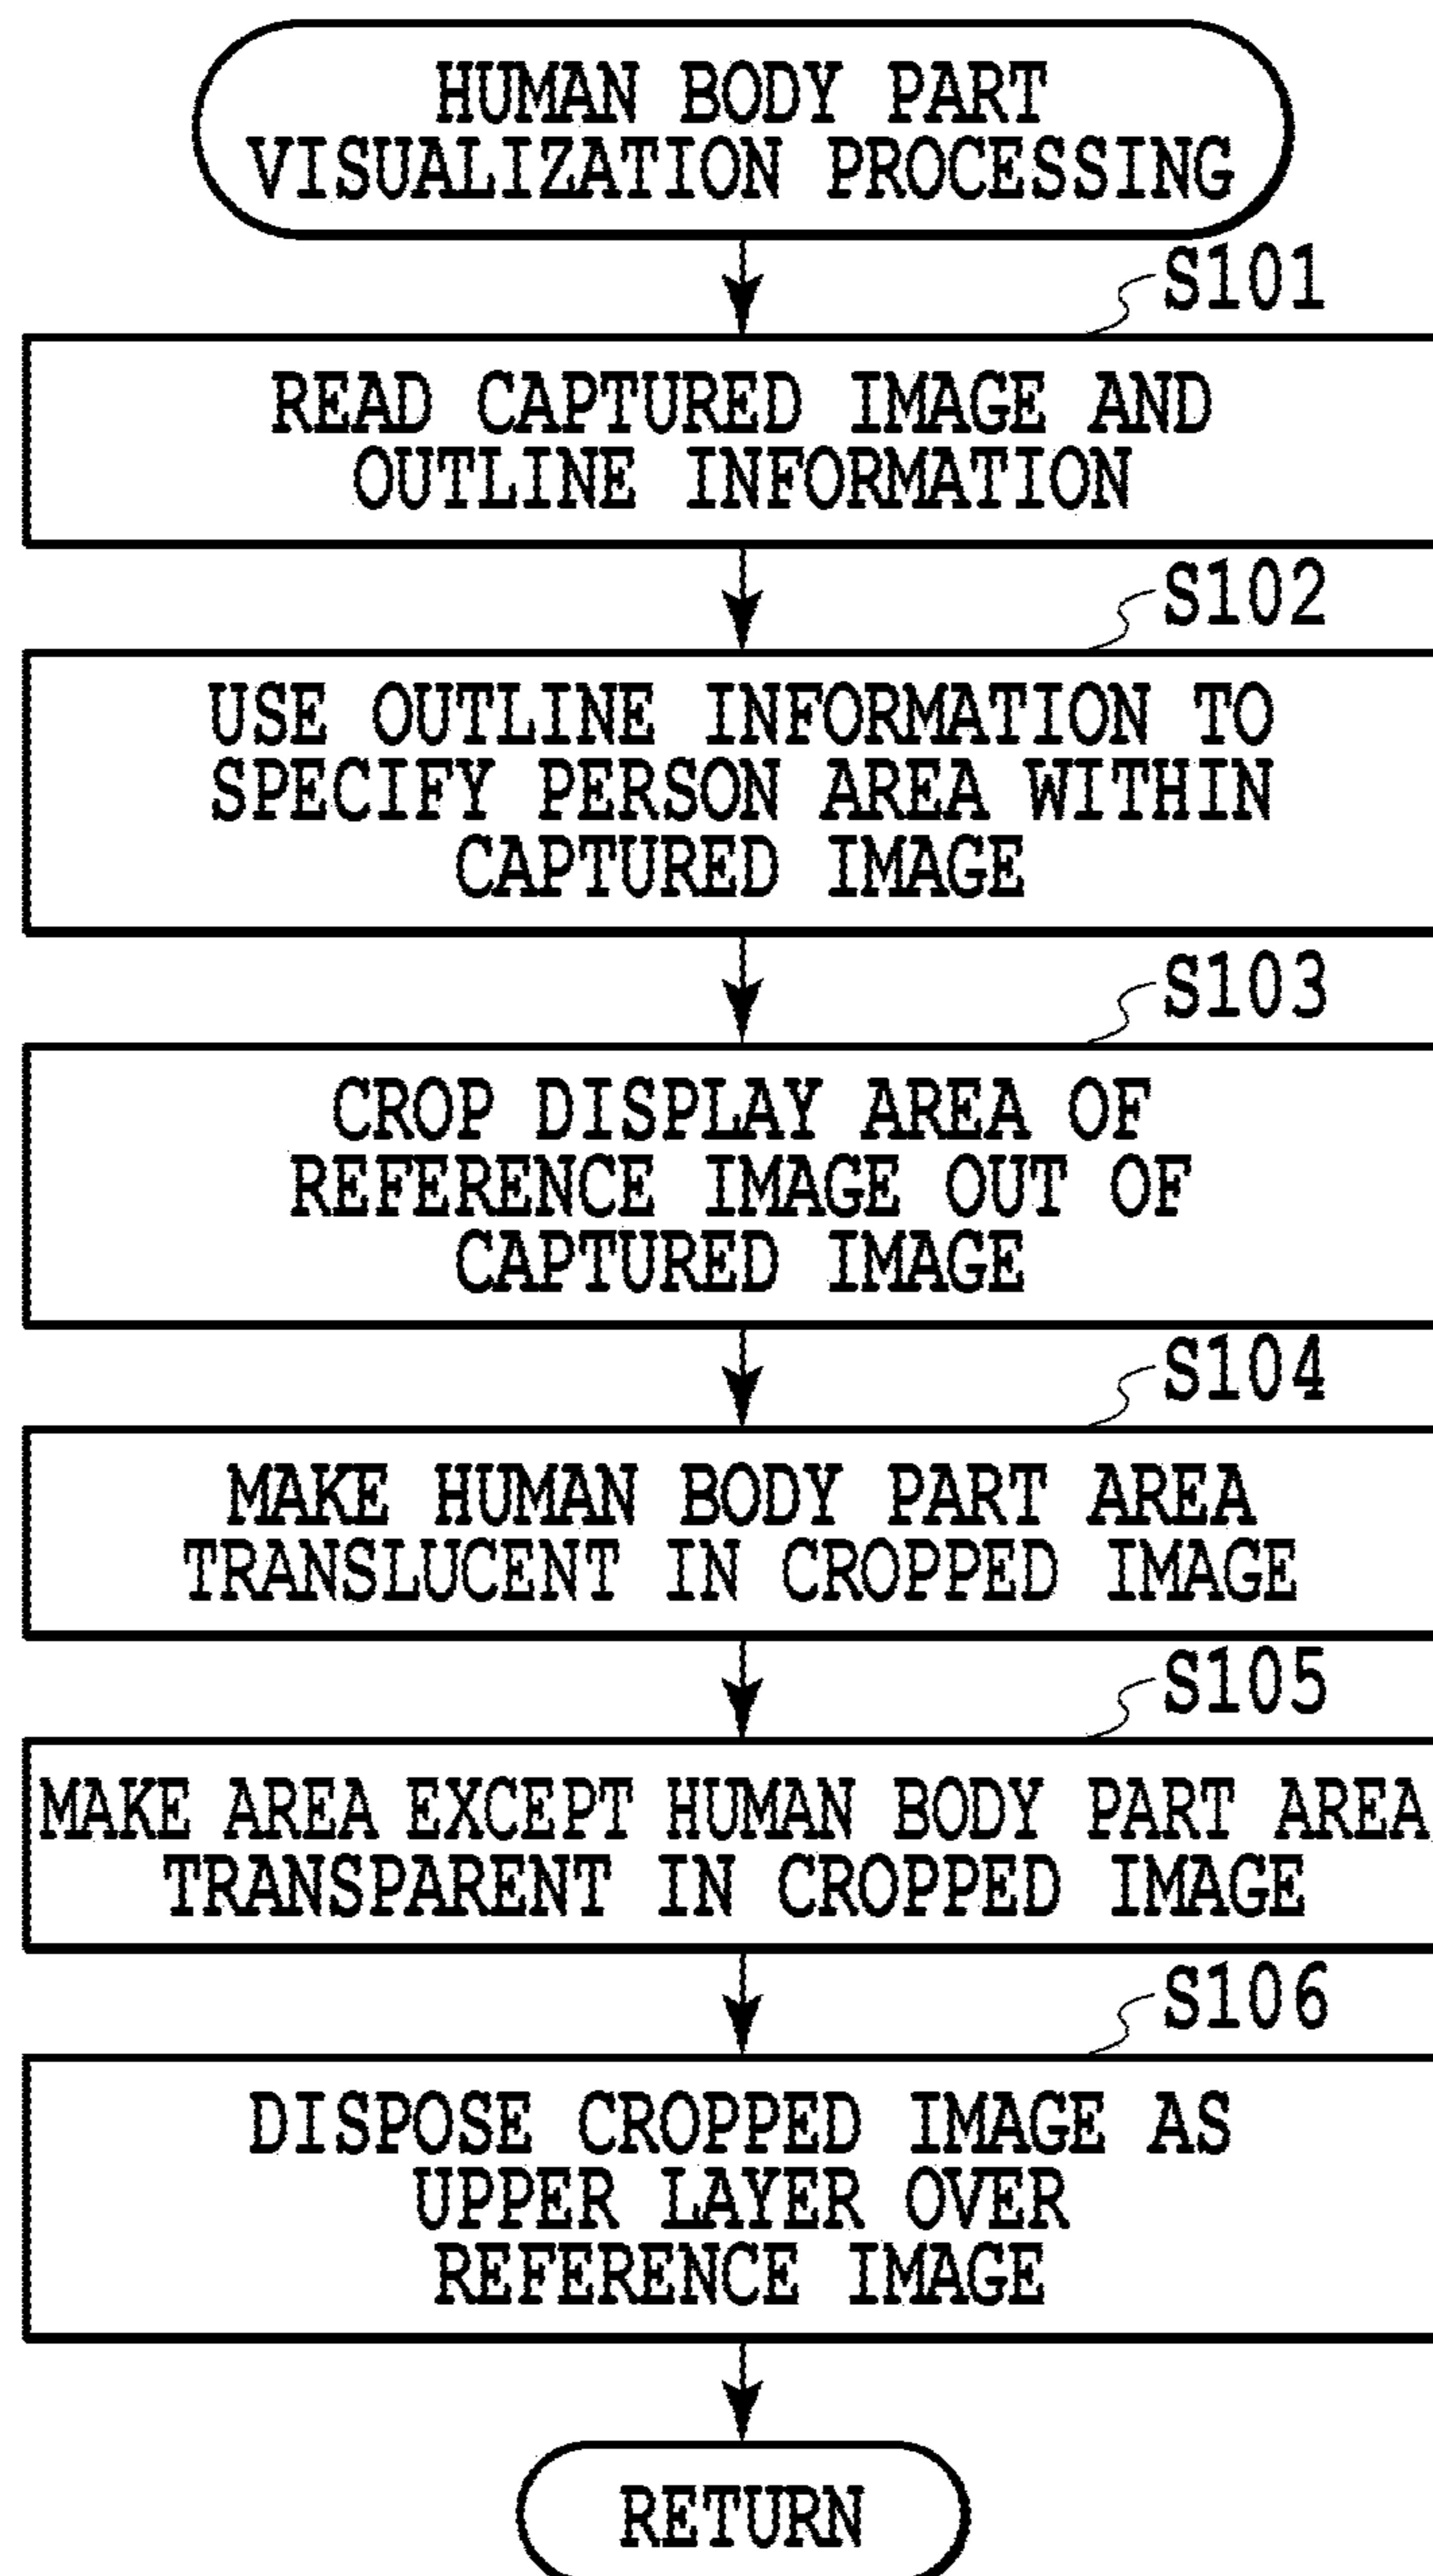 HUMAN BODY PART
VISUALIZATION PROCESSING
S101
READ CAPTURED IMAGE AND
OUTLINE INFORMATION
S102
USE OUTLINE INFORMATION TO
SPECIFY PERSON AREA WITHIN
CAPTURED IMAGE
S103
CROP DISPLAY AREA OF
REFERENCE IMAGE OUT OF
CAPTURED IMAGE
S104
MAKE HUMAN BODY PART AREA
TRANSLUCENT IN CROPPED IMAGE
S105
MAKE AREA EXCEPT HUMAN BODY PART AREA
TRANSPARENT IN CROPPED IMAGE
S106
DISPOSE CROPPED IMAGE AS
UPPER LAYER OVER
REFERENCE IMAGE
RETURN